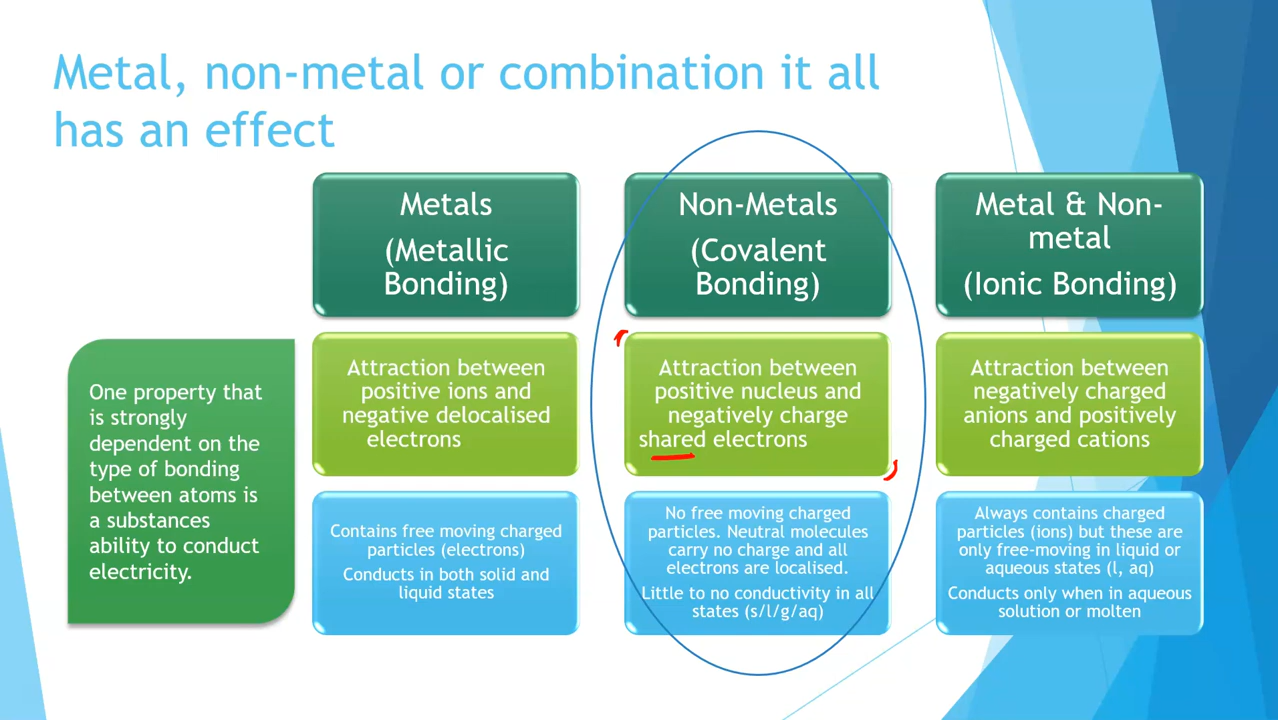 Metal, non-metal or combination it all
has an effect
One property that
is strongly
dependent on the
type of bonding
between atoms is
a substances
ability to conduct
electricity.
Metals
(Metallic
Bonding)
Attraction between
positive ions and
negative delocalised
electrons
Contains free moving charged
particles (electrons)
Conducts in both solid and
liquid states
Non-Metals
(Covalent
Bonding)
Attraction between
positive nucleus and
negatively charge
shared electrons
No free moving charged
particles. Neutral molecules
carry no charge and all
electrons are localised.
Little to no conductivity in all
states (s/l/g/aq)
Metal & Non-
metal
(Ionic Bonding)
Attraction between
negatively charged
anions and positively
charged cations
Always contains charged
particles (ions) but these are
only free-moving in liquid or
aqueous states (l, aq)
Conducts only when in aqueous
solution or molten